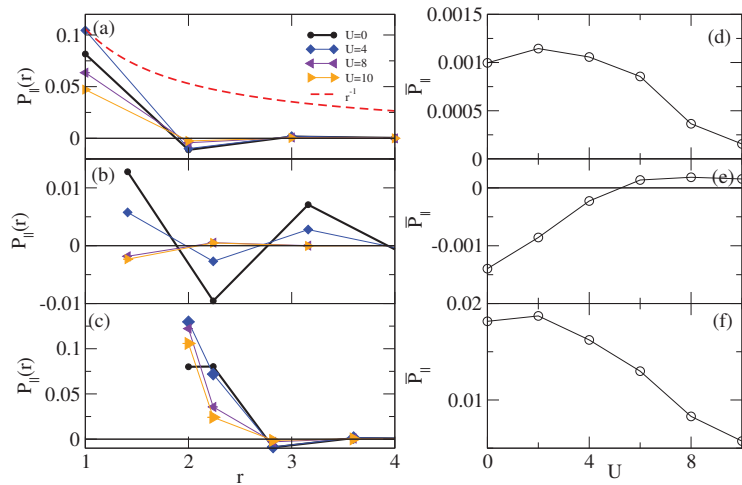 0.1
0.05
0
P||(r)
(a)
U=0
U=4
U=8
U=10
r⁻¹
0.01
0
-0.01
P||(r)
(b)
0.1
0.05
0
P||(r)
(c)
1
2
3
4
r
0.0015
0.001
0.0005
0
P̅||
(d)
0
-0.001
P̅||
(e)
0.02
0.01
P̅||
(f)
0
4
8
U